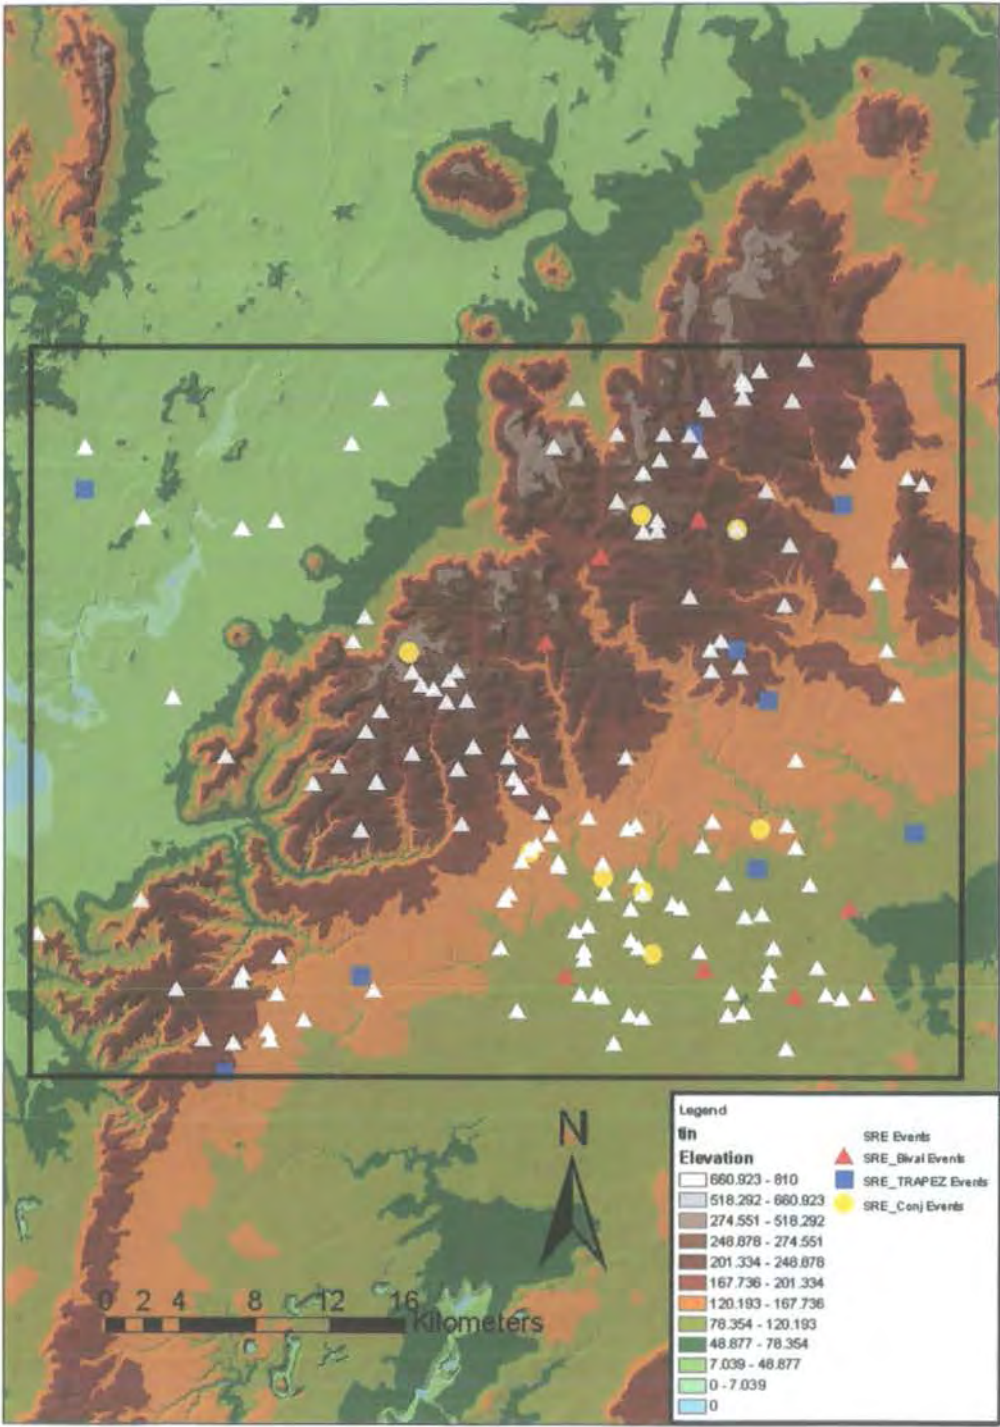 N
0 2 4 8 12 16
Kilometers
Legend
tin
Elevation
660.923 - 810
518.292 - 660.923
274.551 - 518.292
248.878 - 274.551
201.334 - 248.878
167.736 - 201.334
120.193 - 167.736
78.354 - 120.193
48.877 - 78.354
7.039 - 48.877
0 - 7.039
0
SRE Events
SRE_Bival Events
SRE_TRAPEZ Events
SRE_Conj Events